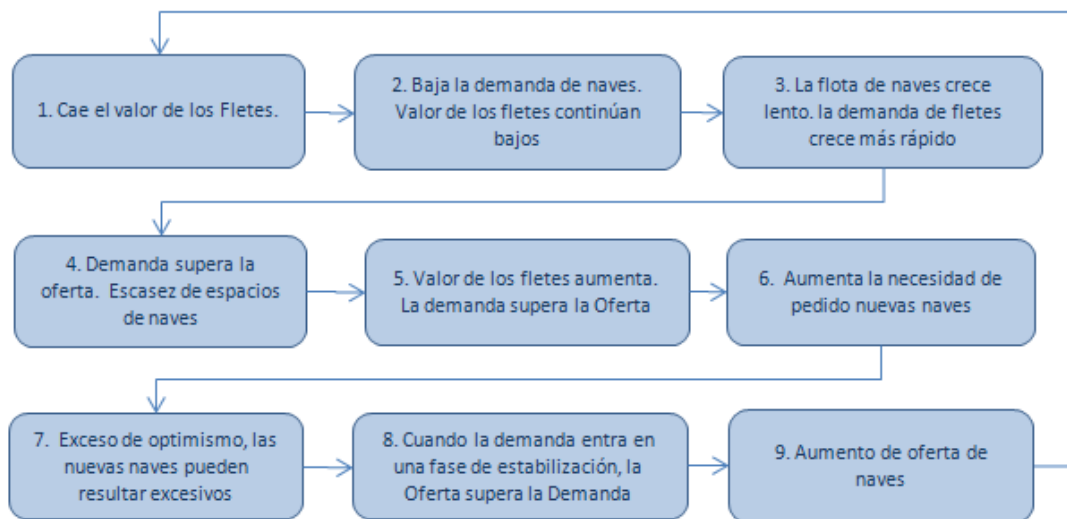 1. Cae el valor de los Fletes.
2. Baja la demanda de naves.
Valor de los fletes continúan
bajos
3. La flota de naves crece
lento. la demanda de fletes
crece más rápido
4. Demanda supera la
oferta. Escasez de espacios
de naves
5. Valor de los fletes aumenta.
La demanda supera la Oferta
6. Aumenta la necesidad de
pedido nuevas naves
7. Exceso de optimismo, las
nuevas naves pueden
resultar excesivos
8. Cuando la demanda entra en
una fase de estabilización, la
Oferta supera la Demanda
9. Aumento de oferta de
naves